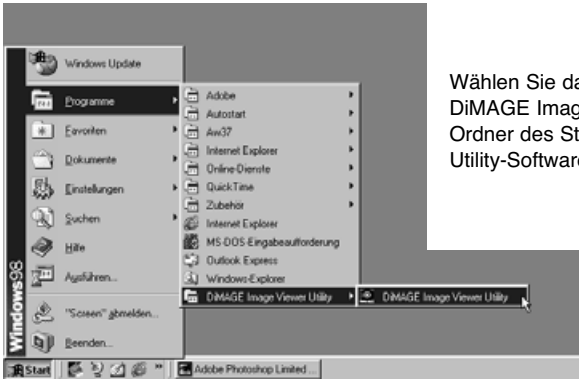 Windows Update
Programme
Favoriten
Dokumente
Einstellungen
Suchen
Hilfe
Ausführen...
"Screen" abmelden...
Beenden...
Windows98
Adobe
Autostart
Aw37
Internet Explorer
Online-Dienste
QuickTime
Zubehör
Internet Explorer
MS-DOS-Eingabeaufforderung
Outlook Express
Windows-Explorer
DiMAGE Image Viewer Utility
DiMAGE Image Viewer Utility
Start
Adobe Photoshop Limited ...
Wählen Sie da
DiMAGE Imag
Ordner des St
Utility-Software